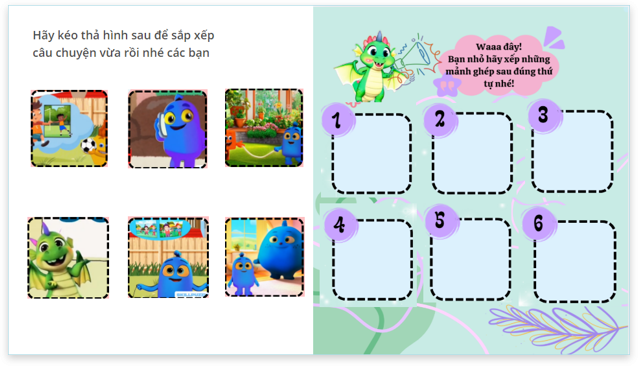 Hãy kéo thả hình sau để sắp xếp
câu chuyện vừa rồi nhé các bạn
Waaa đây!
Bạn nhỏ hãy xếp những
mảnh ghép sau đúng thứ
tự nhé!
1
2
3
4
5
6